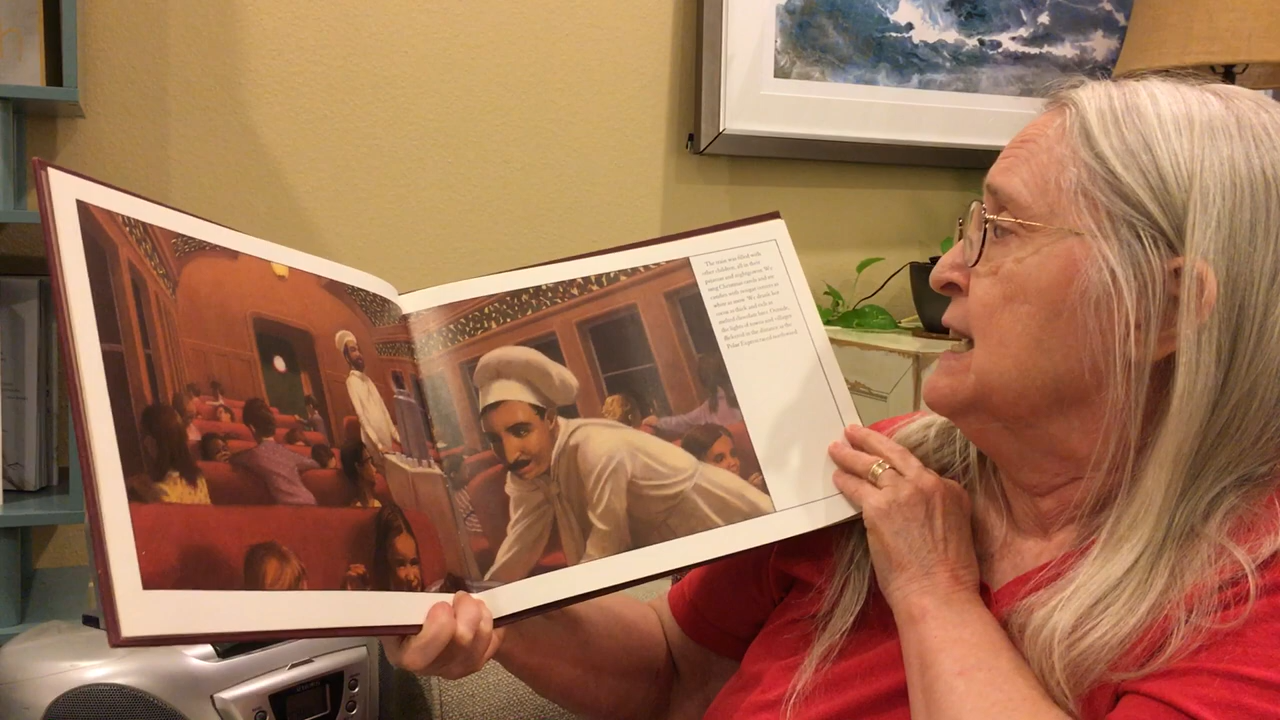 The train was filled with
other children, all in their
pajamas and nightgowns. We
sang Christmas carols and ate
candies with nougat centers as
white as snow. We drank hot
cocoa as thick and rich as
melted chocolate bars. Outside,
the lights of towns and villages
flickered in the distance as the
Polar Express raced northward.